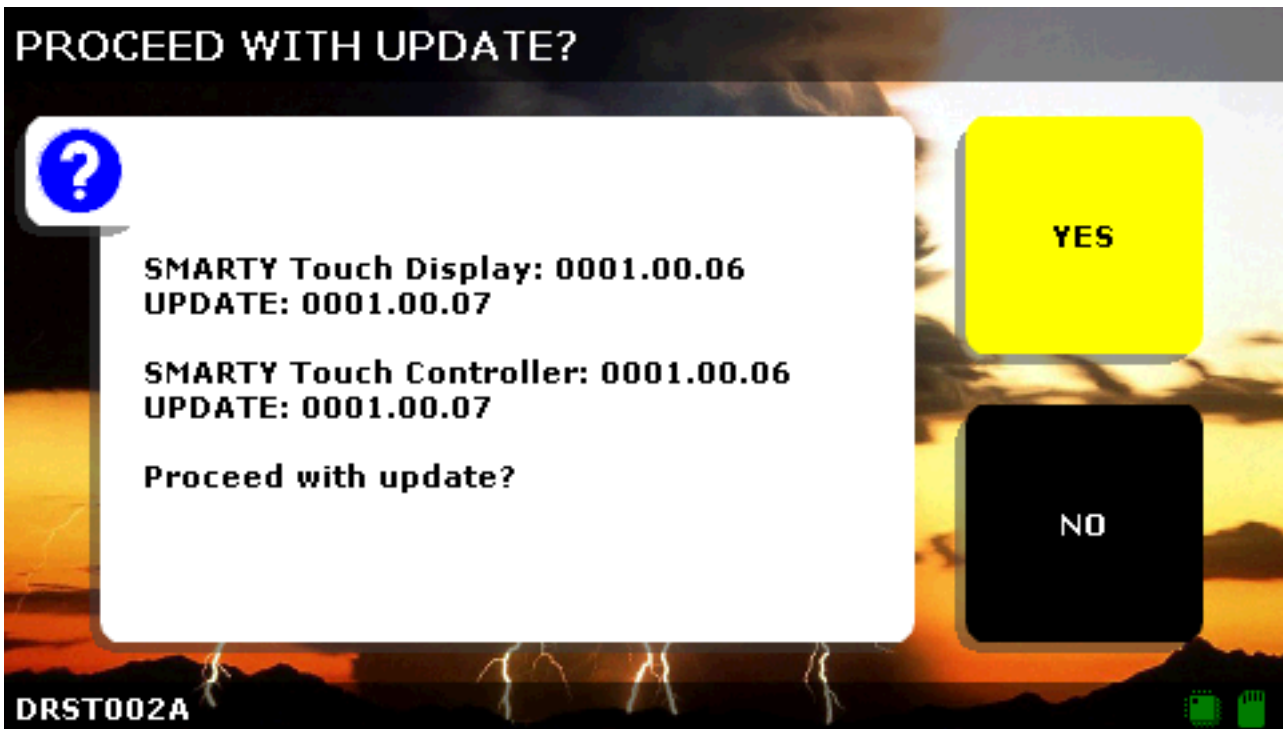 PROCEED WITH UPDATE?
SMARTY Touch Display: 0001.00.06
UPDATE: 0001.00.07
SMARTY Touch Controller: 0001.00.06
UPDATE: 0001.00.07
Proceed with update?
YES
NO
DRST002A